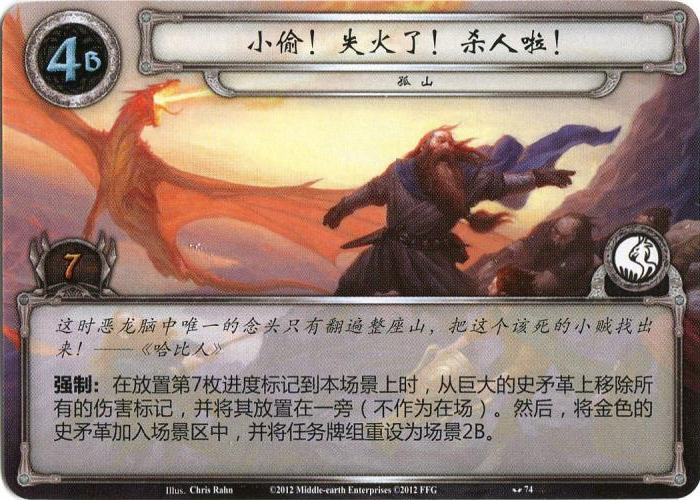 4B
小偷！失火了！杀人啦！
孤山
7
这时恶龙脑中唯一的念头只有翻遍整座山，把这个该死的小贼找出
来！——《哈比人》
强制：在放置第7枚进度标记到本场景上时，从巨大的史矛革上移除所
有的伤害标记，并将其放置在一旁（不作为在场）。然后，将金色的
史矛革加入场景区中，并将任务牌组重设为场景2B。
Illus. Chris Rahn ©2012 Middle-earth Enterprises ©2012 FFG 74